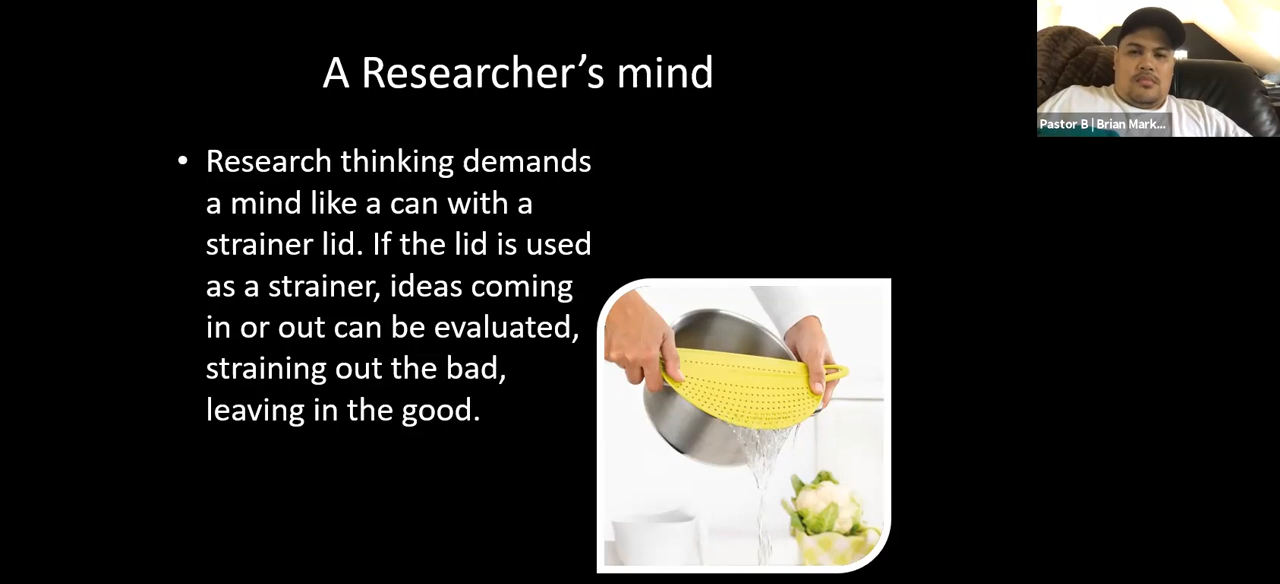 A Researcher’s mind
• Research thinking demands
a mind like a can with a
strainer lid. If the lid is used
as a strainer, ideas coming
in or out can be evaluated,
straining out the bad,
leaving in the good.
Pastor B | Brian Mark...